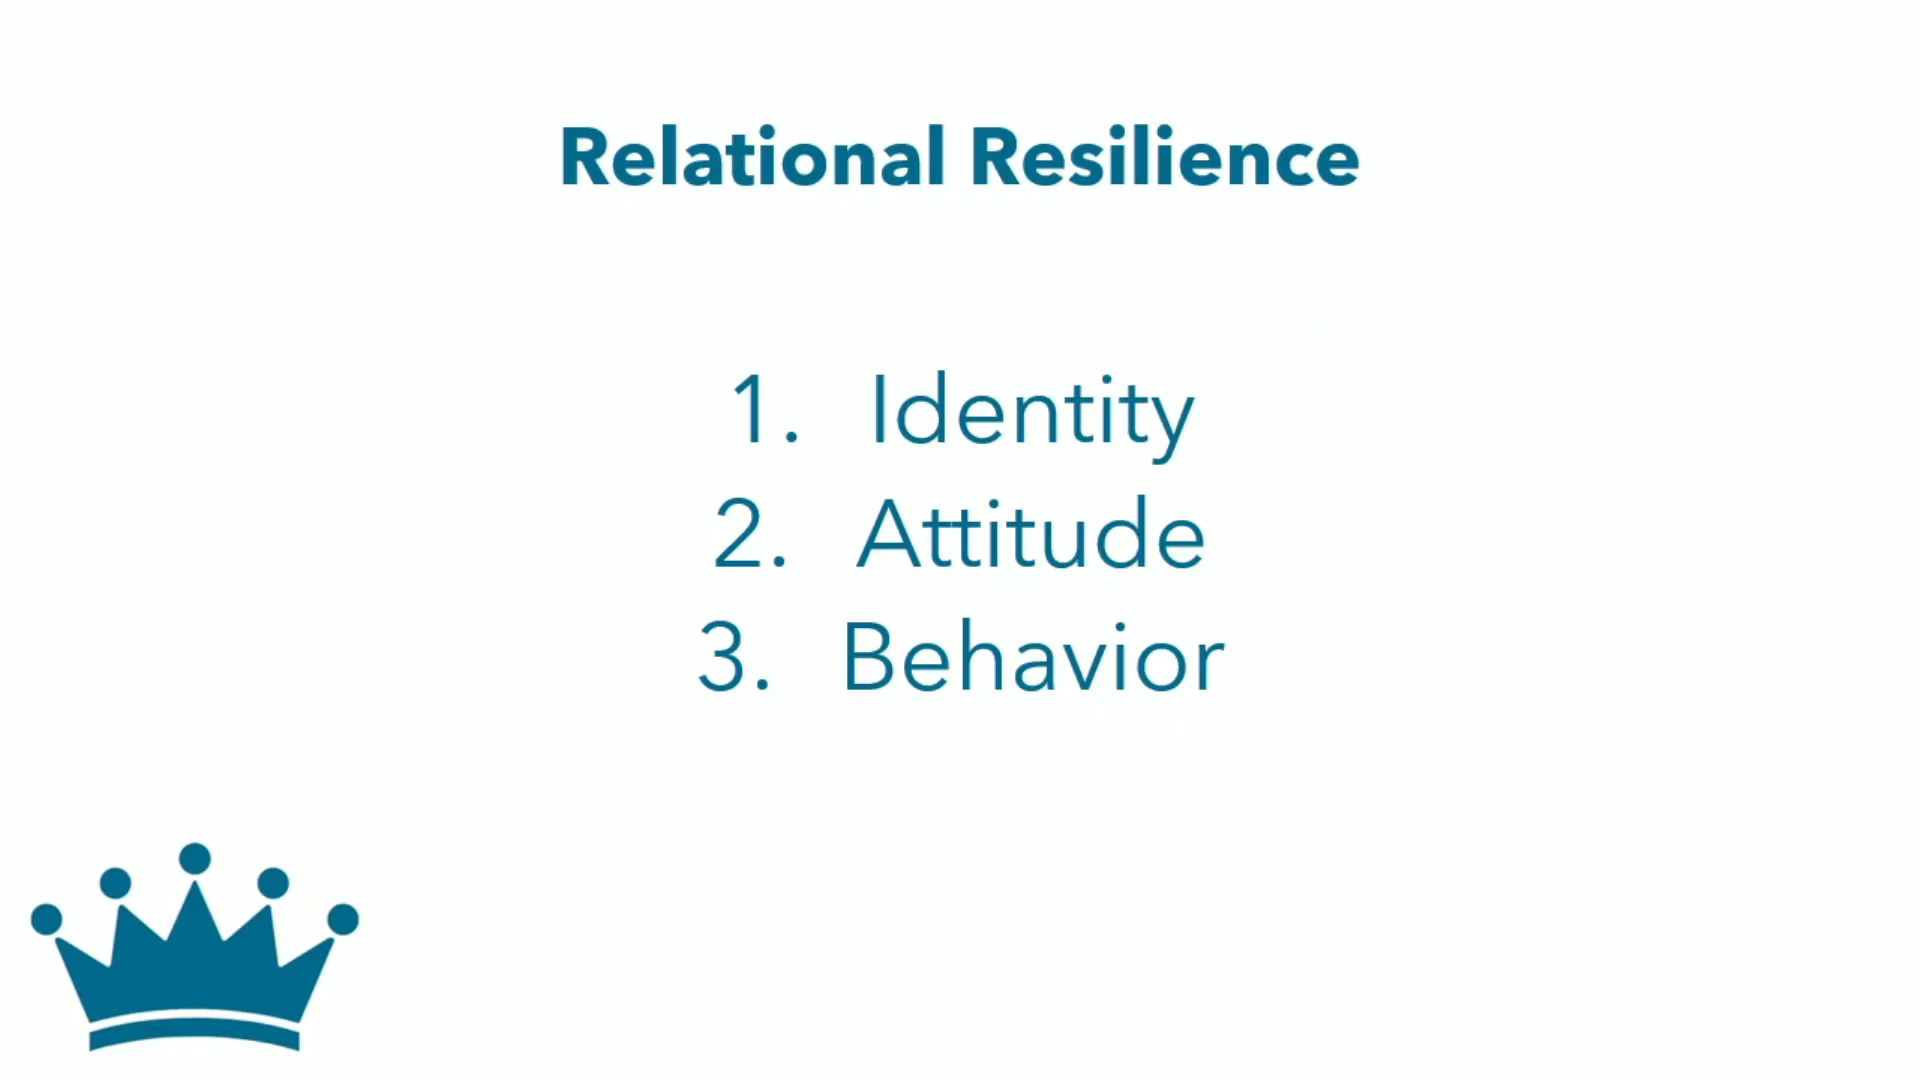 Relational Resilience
1. Identity
2. Attitude
3. Behavior